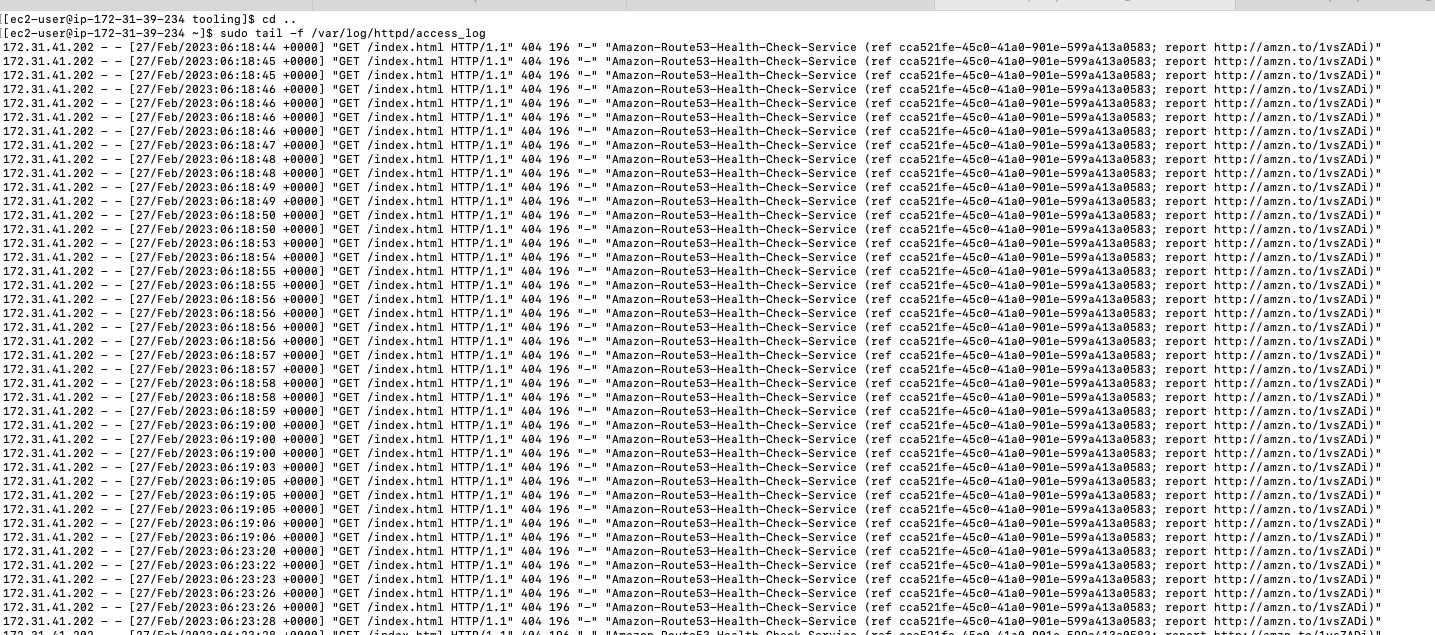 [[ec2-user@ip-172-31-39-234 tooling]$ cd ..
[[ec2-user@ip-172-31-39-234 ~]$ sudo tail -f /var/log/httpd/access_log
172.31.41.202 - - [27/Feb/2023:06:18:44 +0000] "GET /index.html HTTP/1.1" 404 196 "-" "Amazon-Route53-Health-Check-Service (ref cca521fe-45c0-41a0-901e-599a413a0583; report http://amzn.to/1vsZADi)"
172.31.41.202 - - [27/Feb/2023:06:18:45 +0000] "GET /index.html HTTP/1.1" 404 196 "-" "Amazon-Route53-Health-Check-Service (ref cca521fe-45c0-41a0-901e-599a413a0583; report http://amzn.to/1vsZADi)"
172.31.41.202 - - [27/Feb/2023:06:18:45 +0000] "GET /index.html HTTP/1.1" 404 196 "-" "Amazon-Route53-Health-Check-Service (ref cca521fe-45c0-41a0-901e-599a413a0583; report http://amzn.to/1vsZADi)"
172.31.41.202 - - [27/Feb/2023:06:18:46 +0000] "GET /index.html HTTP/1.1" 404 196 "-" "Amazon-Route53-Health-Check-Service (ref cca521fe-45c0-41a0-901e-599a413a0583; report http://amzn.to/1vsZADi)"
172.31.41.202 - - [27/Feb/2023:06:18:46 +0000] "GET /index.html HTTP/1.1" 404 196 "-" "Amazon-Route53-Health-Check-Service (ref cca521fe-45c0-41a0-901e-599a413a0583; report http://amzn.to/1vsZADi)"
172.31.41.202 - - [27/Feb/2023:06:18:46 +0000] "GET /index.html HTTP/1.1" 404 196 "-" "Amazon-Route53-Health-Check-Service (ref cca521fe-45c0-41a0-901e-599a413a0583; report http://amzn.to/1vsZADi)"
172.31.41.202 - - [27/Feb/2023:06:18:46 +0000] "GET /index.html HTTP/1.1" 404 196 "-" "Amazon-Route53-Health-Check-Service (ref cca521fe-45c0-41a0-901e-599a413a0583; report http://amzn.to/1vsZADi)"
172.31.41.202 - - [27/Feb/2023:06:18:47 +0000] "GET /index.html HTTP/1.1" 404 196 "-" "Amazon-Route53-Health-Check-Service (ref cca521fe-45c0-41a0-901e-599a413a0583; report http://amzn.to/1vsZADi)"
172.31.41.202 - - [27/Feb/2023:06:18:48 +0000] "GET /index.html HTTP/1.1" 404 196 "-" "Amazon-Route53-Health-Check-Service (ref cca521fe-45c0-41a0-901e-599a413a0583; report http://amzn.to/1vsZADi)"
172.31.41.202 - - [27/Feb/2023:06:18:48 +0000] "GET /index.html HTTP/1.1" 404 196 "-" "Amazon-Route53-Health-Check-Service (ref cca521fe-45c0-41a0-901e-599a413a0583; report http://amzn.to/1vsZADi)"
172.31.41.202 - - [27/Feb/2023:06:18:49 +0000] "GET /index.html HTTP/1.1" 404 196 "-" "Amazon-Route53-Health-Check-Service (ref cca521fe-45c0-41a0-901e-599a413a0583; report http://amzn.to/1vsZADi)"
172.31.41.202 - - [27/Feb/2023:06:18:49 +0000] "GET /index.html HTTP/1.1" 404 196 "-" "Amazon-Route53-Health-Check-Service (ref cca521fe-45c0-41a0-901e-599a413a0583; report http://amzn.to/1vsZADi)"
172.31.41.202 - - [27/Feb/2023:06:18:50 +0000] "GET /index.html HTTP/1.1" 404 196 "-" "Amazon-Route53-Health-Check-Service (ref cca521fe-45c0-41a0-901e-599a413a0583; report http://amzn.to/1vsZADi)"
172.31.41.202 - - [27/Feb/2023:06:18:50 +0000] "GET /index.html HTTP/1.1" 404 196 "-" "Amazon-Route53-Health-Check-Service (ref cca521fe-45c0-41a0-901e-599a413a0583; report http://amzn.to/1vsZADi)"
172.31.41.202 - - [27/Feb/2023:06:18:53 +0000] "GET /index.html HTTP/1.1" 404 196 "-" "Amazon-Route53-Health-Check-Service (ref cca521fe-45c0-41a0-901e-599a413a0583; report http://amzn.to/1vsZADi)"
172.31.41.202 - - [27/Feb/2023:06:18:54 +0000] "GET /index.html HTTP/1.1" 404 196 "-" "Amazon-Route53-Health-Check-Service (ref cca521fe-45c0-41a0-901e-599a413a0583; report http://amzn.to/1vsZADi)"
172.31.41.202 - - [27/Feb/2023:06:18:55 +0000] "GET /index.html HTTP/1.1" 404 196 "-" "Amazon-Route53-Health-Check-Service (ref cca521fe-45c0-41a0-901e-599a413a0583; report http://amzn.to/1vsZADi)"
172.31.41.202 - - [27/Feb/2023:06:18:55 +0000] "GET /index.html HTTP/1.1" 404 196 "-" "Amazon-Route53-Health-Check-Service (ref cca521fe-45c0-41a0-901e-599a413a0583; report http://amzn.to/1vsZADi)"
172.31.41.202 - - [27/Feb/2023:06:18:56 +0000] "GET /index.html HTTP/1.1" 404 196 "-" "Amazon-Route53-Health-Check-Service (ref cca521fe-45c0-41a0-901e-599a413a0583; report http://amzn.to/1vsZADi)"
172.31.41.202 - - [27/Feb/2023:06:18:56 +0000] "GET /index.html HTTP/1.1" 404 196 "-" "Amazon-Route53-Health-Check-Service (ref cca521fe-45c0-41a0-901e-599a413a0583; report http://amzn.to/1vsZADi)"
172.31.41.202 - - [27/Feb/2023:06:18:56 +0000] "GET /index.html HTTP/1.1" 404 196 "-" "Amazon-Route53-Health-Check-Service (ref cca521fe-45c0-41a0-901e-599a413a0583; report http://amzn.to/1vsZADi)"
172.31.41.202 - - [27/Feb/2023:06:18:56 +0000] "GET /index.html HTTP/1.1" 404 196 "-" "Amazon-Route53-Health-Check-Service (ref cca521fe-45c0-41a0-901e-599a413a0583; report http://amzn.to/1vsZADi)"
172.31.41.202 - - [27/Feb/2023:06:18:57 +0000] "GET /index.html HTTP/1.1" 404 196 "-" "Amazon-Route53-Health-Check-Service (ref cca521fe-45c0-41a0-901e-599a413a0583; report http://amzn.to/1vsZADi)"
172.31.41.202 - - [27/Feb/2023:06:18:57 +0000] "GET /index.html HTTP/1.1" 404 196 "-" "Amazon-Route53-Health-Check-Service (ref cca521fe-45c0-41a0-901e-599a413a0583; report http://amzn.to/1vsZADi)"
172.31.41.202 - - [27/Feb/2023:06:18:58 +0000] "GET /index.html HTTP/1.1" 404 196 "-" "Amazon-Route53-Health-Check-Service (ref cca521fe-45c0-41a0-901e-599a413a0583; report http://amzn.to/1vsZADi)"
172.31.41.202 - - [27/Feb/2023:06:18:58 +0000] "GET /index.html HTTP/1.1" 404 196 "-" "Amazon-Route53-Health-Check-Service (ref cca521fe-45c0-41a0-901e-599a413a0583; report http://amzn.to/1vsZADi)"
172.31.41.202 - - [27/Feb/2023:06:18:59 +0000] "GET /index.html HTTP/1.1" 404 196 "-" "Amazon-Route53-Health-Check-Service (ref cca521fe-45c0-41a0-901e-599a413a0583; report http://amzn.to/1vsZADi)"
172.31.41.202 - - [27/Feb/2023:06:19:00 +0000] "GET /index.html HTTP/1.1" 404 196 "-" "Amazon-Route53-Health-Check-Service (ref cca521fe-45c0-41a0-901e-599a413a0583; report http://amzn.to/1vsZADi)"
172.31.41.202 - - [27/Feb/2023:06:19:00 +0000] "GET /index.html HTTP/1.1" 404 196 "-" "Amazon-Route53-Health-Check-Service (ref cca521fe-45c0-41a0-901e-599a413a0583; report http://amzn.to/1vsZADi)"
172.31.41.202 - - [27/Feb/2023:06:19:00 +0000] "GET /index.html HTTP/1.1" 404 196 "-" "Amazon-Route53-Health-Check-Service (ref cca521fe-45c0-41a0-901e-599a413a0583; report http://amzn.to/1vsZADi)"
172.31.41.202 - - [27/Feb/2023:06:19:03 +0000] "GET /index.html HTTP/1.1" 404 196 "-" "Amazon-Route53-Health-Check-Service (ref cca521fe-45c0-41a0-901e-599a413a0583; report http://amzn.to/1vsZADi)"
172.31.41.202 - - [27/Feb/2023:06:19:05 +0000] "GET /index.html HTTP/1.1" 404 196 "-" "Amazon-Route53-Health-Check-Service (ref cca521fe-45c0-41a0-901e-599a413a0583; report http://amzn.to/1vsZADi)"
172.31.41.202 - - [27/Feb/2023:06:19:05 +0000] "GET /index.html HTTP/1.1" 404 196 "-" "Amazon-Route53-Health-Check-Service (ref cca521fe-45c0-41a0-901e-599a413a0583; report http://amzn.to/1vsZADi)"
172.31.41.202 - - [27/Feb/2023:06:19:05 +0000] "GET /index.html HTTP/1.1" 404 196 "-" "Amazon-Route53-Health-Check-Service (ref cca521fe-45c0-41a0-901e-599a413a0583; report http://amzn.to/1vsZADi)"
172.31.41.202 - - [27/Feb/2023:06:19:06 +0000] "GET /index.html HTTP/1.1" 404 196 "-" "Amazon-Route53-Health-Check-Service (ref cca521fe-45c0-41a0-901e-599a413a0583; report http://amzn.to/1vsZADi)"
172.31.41.202 - - [27/Feb/2023:06:19:06 +0000] "GET /index.html HTTP/1.1" 404 196 "-" "Amazon-Route53-Health-Check-Service (ref cca521fe-45c0-41a0-901e-599a413a0583; report http://amzn.to/1vsZADi)"
172.31.41.202 - - [27/Feb/2023:06:23:20 +0000] "GET /index.html HTTP/1.1" 404 196 "-" "Amazon-Route53-Health-Check-Service (ref cca521fe-45c0-41a0-901e-599a413a0583; report http://amzn.to/1vsZADi)"
172.31.41.202 - - [27/Feb/2023:06:23:22 +0000] "GET /index.html HTTP/1.1" 404 196 "-" "Amazon-Route53-Health-Check-Service (ref cca521fe-45c0-41a0-901e-599a413a0583; report http://amzn.to/1vsZADi)"
172.31.41.202 - - [27/Feb/2023:06:23:23 +0000] "GET /index.html HTTP/1.1" 404 196 "-" "Amazon-Route53-Health-Check-Service (ref cca521fe-45c0-41a0-901e-599a413a0583; report http://amzn.to/1vsZADi)"
172.31.41.202 - - [27/Feb/2023:06:23:26 +0000] "GET /index.html HTTP/1.1" 404 196 "-" "Amazon-Route53-Health-Check-Service (ref cca521fe-45c0-41a0-901e-599a413a0583; report http://amzn.to/1vsZADi)"
172.31.41.202 - - [27/Feb/2023:06:23:26 +0000] "GET /index.html HTTP/1.1" 404 196 "-" "Amazon-Route53-Health-Check-Service (ref cca521fe-45c0-41a0-901e-599a413a0583; report http://amzn.to/1vsZADi)"
172.31.41.202 - - [27/Feb/2023:06:23:28 +0000] "GET /index.html HTTP/1.1" 404 196 "-" "Amazon-Route53-Health-Check-Service (ref cca521fe-45c0-41a0-901e-599a413a0583; report http://amzn.to/1vsZADi)"
172.31.41.202 - - [27/Feb/2023:06:23:28 +0000] "GET /index.html HTTP/1.1" 404 196 "-" "Amazon-Route53-Health-Check-Service (ref cca521fe-45c0-41a0-901e-599a413a0583; report http://amzn.to/1vsZADi)"